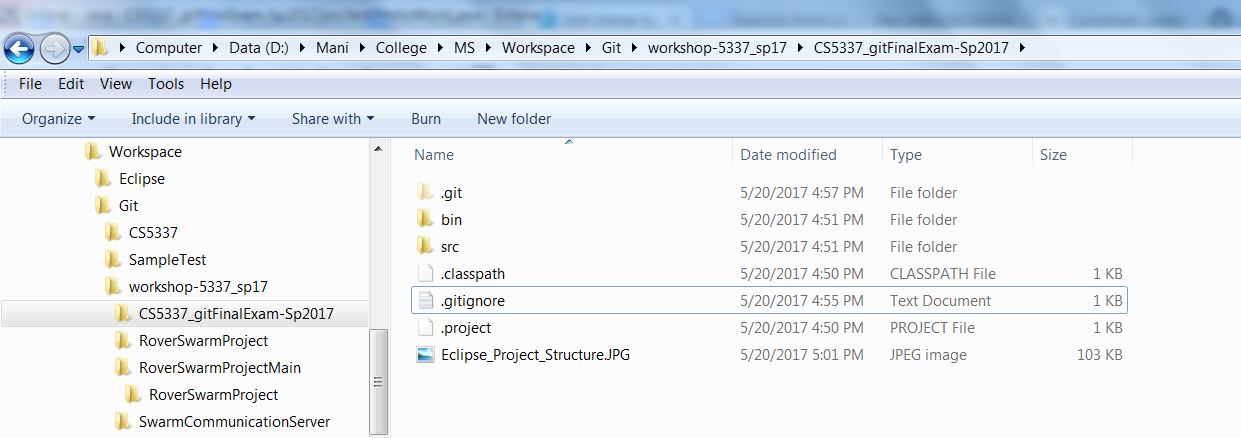 Computer Data (D:) Mani College MS Workspace Git workshop-5337_sp17 CS5337_gitFinalExam-Sp2017
File Edit View Tools Help
Organize Include in library Share with Burn New folder
Workspace
Eclipse
Git
CS5337
SampleTest
workshop-5337_sp17
CS5337_gitFinalExam-Sp2017
RoverSwarmProject
RoverSwarmProjectMain
RoverSwarmProject
SwarmCommunicationServer
Name Date modified Type Size
.git 5/20/2017 4:57 PM File folder
bin 5/20/2017 4:51 PM File folder
src 5/20/2017 4:51 PM File folder
.classpath 5/20/2017 4:50 PM CLASSPATH File 1 KB
.gitignore 5/20/2017 4:55 PM Text Document 1 KB
.project 5/20/2017 4:50 PM PROJECT File 1 KB
Eclipse_Project_Structure.JPG 5/20/2017 5:01 PM JPEG image 103 KB